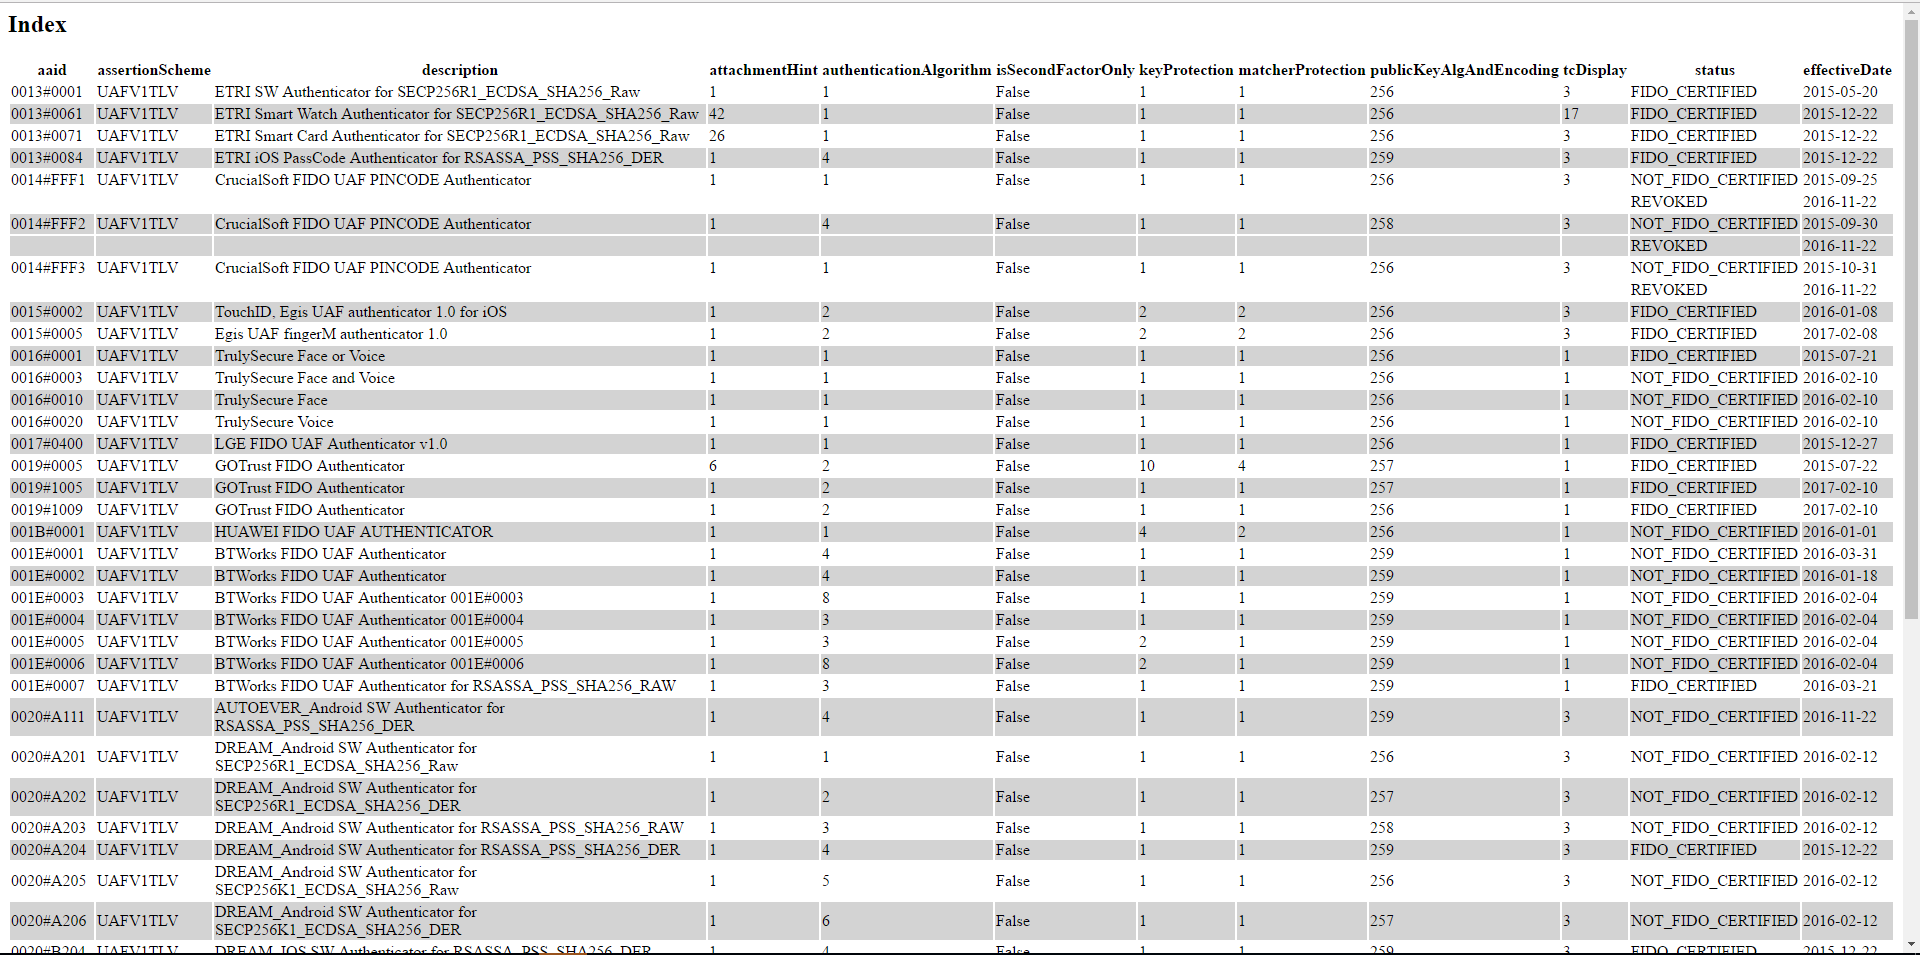 Index
aaid assertionScheme description attachmentHint authenticationAlgorithm isSecondFactorOnly keyProtection matcherProtection publicKeyAlgAndEncoding tcDisplay status effectiveDate
0013#0001 UAFV1TLV ETRI SW Authenticator for SECP256R1_ECDSA_SHA256_Raw 1 1 False 1 1 256 3 FIDO_CERTIFIED 2015-05-20
0013#0061 UAFV1TLV ETRI Smart Watch Authenticator for SECP256R1_ECDSA_SHA256_Raw 42 1 False 1 1 256 17 FIDO_CERTIFIED 2015-12-22
0013#0071 UAFV1TLV ETRI Smart Card Authenticator for SECP256R1_ECDSA_SHA256_Raw 26 1 False 1 1 256 3 FIDO_CERTIFIED 2015-12-22
0013#0084 UAFV1TLV ETRI iOS PassCode Authenticator for RSASSA_PSS_SHA256_DER 1 4 False 1 1 259 3 FIDO_CERTIFIED 2015-12-22
0014#FFF1 UAFV1TLV CrucialSoft FIDO UAF PINCODE Authenticator 1 1 False 1 1 256 3 NOT_FIDO_CERTIFIED 2015-09-25
REVOKED 2016-11-22
0014#FFF2 UAFV1TLV CrucialSoft FIDO UAF PINCODE Authenticator 1 4 False 1 1 258 3 NOT_FIDO_CERTIFIED 2015-09-30
REVOKED 2016-11-22
0014#FFF3 UAFV1TLV CrucialSoft FIDO UAF PINCODE Authenticator 1 1 False 1 1 256 3 NOT_FIDO_CERTIFIED 2015-10-31
REVOKED 2016-11-22
0015#0002 UAFV1TLV TouchID, Egis UAF authenticator 1.0 for iOS 1 2 False 2 2 256 3 FIDO_CERTIFIED 2016-01-08
0015#0005 UAFV1TLV Egis UAF fingerM authenticator 1.0 1 2 False 2 2 256 3 FIDO_CERTIFIED 2017-02-08
0016#0001 UAFV1TLV TrulySecure Face or Voice 1 1 False 1 1 256 1 FIDO_CERTIFIED 2015-07-21
0016#0003 UAFV1TLV TrulySecure Face and Voice 1 1 False 1 1 256 1 NOT_FIDO_CERTIFIED 2016-02-10
0016#0010 UAFV1TLV TrulySecure Face 1 1 False 1 1 256 1 NOT_FIDO_CERTIFIED 2016-02-10
0016#0020 UAFV1TLV TrulySecure Voice 1 1 False 1 1 256 1 NOT_FIDO_CERTIFIED 2016-02-10
0017#0400 UAFV1TLV LGE FIDO UAF Authenticator v1.0 1 1 False 1 1 256 1 FIDO_CERTIFIED 2015-12-27
0019#0005 UAFV1TLV GOTrust FIDO Authenticator 6 2 False 10 4 257 1 FIDO_CERTIFIED 2015-07-22
0019#1005 UAFV1TLV GOTrust FIDO Authenticator 1 2 False 1 1 257 1 FIDO_CERTIFIED 2017-02-10
0019#1009 UAFV1TLV GOTrust FIDO Authenticator 1 2 False 1 1 256 1 FIDO_CERTIFIED 2017-02-10
001B#0001 UAFV1TLV HUAWEI FIDO UAF AUTHENTICATOR 1 1 False 4 2 256 1 NOT_FIDO_CERTIFIED 2016-01-01
001E#0001 UAFV1TLV BTWorks FIDO UAF Authenticator 1 4 False 1 1 259 1 NOT_FIDO_CERTIFIED 2016-03-31
001E#0002 UAFV1TLV BTWorks FIDO UAF Authenticator 1 4 False 1 1 259 1 NOT_FIDO_CERTIFIED 2016-01-18
001E#0003 UAFV1TLV BTWorks FIDO UAF Authenticator 001E#0003 1 8 False 1 1 259 1 NOT_FIDO_CERTIFIED 2016-02-04
001E#0004 UAFV1TLV BTWorks FIDO UAF Authenticator 001E#0004 1 3 False 1 1 259 1 NOT_FIDO_CERTIFIED 2016-02-04
001E#0005 UAFV1TLV BTWorks FIDO UAF Authenticator 001E#0005 1 3 False 2 1 259 1 NOT_FIDO_CERTIFIED 2016-02-04
001E#0006 UAFV1TLV BTWorks FIDO UAF Authenticator 001E#0006 1 8 False 2 1 259 1 NOT_FIDO_CERTIFIED 2016-02-04
001E#0007 UAFV1TLV BTWorks FIDO UAF Authenticator for RSASSA_PSS_SHA256_RAW 1 3 False 1 1 259 1 FIDO_CERTIFIED 2016-03-21
AUTOEVER_Android SW Authenticator for
0020#A111 UAFV1TLV RSASSA_PSS_SHA256_DER 1 4 False 1 1 259 3 NOT_FIDO_CERTIFIED 2016-11-22
DREAM_Android SW Authenticator for
0020#A201 UAFV1TLV SECP256R1_ECDSA_SHA256_Raw 1 1 False 1 1 256 3 NOT_FIDO_CERTIFIED 2016-02-12
DREAM_Android SW Authenticator for
0020#A202 UAFV1TLV SECP256R1_ECDSA_SHA256_DER 1 2 False 1 1 257 3 NOT_FIDO_CERTIFIED 2016-02-12
0020#A203 UAFV1TLV DREAM_Android SW Authenticator for RSASSA_PSS_SHA256_RAW 1 3 False 1 1 258 3 NOT_FIDO_CERTIFIED 2016-02-12
0020#A204 UAFV1TLV DREAM_Android SW Authenticator for RSASSA_PSS_SHA256_DER 1 4 False 1 1 259 3 FIDO_CERTIFIED 2015-12-22
DREAM_Android SW Authenticator for
0020#A205 UAFV1TLV SECP256K1_ECDSA_SHA256_Raw 1 5 False 1 1 256 3 NOT_FIDO_CERTIFIED 2016-02-12
DREAM_Android SW Authenticator for
0020#A206 UAFV1TLV SECP256K1_ECDSA_SHA256_DER 1 6 False 1 1 257 3 NOT_FIDO_CERTIFIED 2016-02-12
0020#B204 UAFV1TLV DREAM_IOS SW Authenticator for RSASSA_PSS_SHA256_DER 1 4 False 1 1 259 3 FIDO_CERTIFIED 2015-12-22